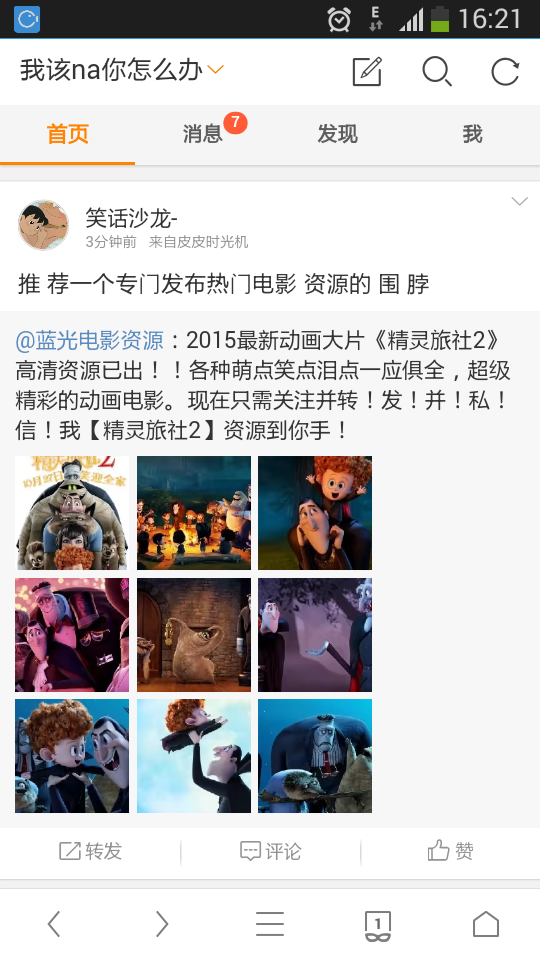 E 16:21
我该na你怎么办
首页 消息 7 发现 我
笑话沙龙-
3分钟前 来自皮皮时光机
推 荐一个专门发布热门电影 资源的 围 脖
@蓝光电影资源：2015最新动画大片《精灵旅社2》
高清资源已出！！各种萌点笑点泪点一应俱全，超级
精彩的动画电影。现在只需关注并转！发！并！私！
信！我【精灵旅社2】资源到你手！
转发 评论 赞
1